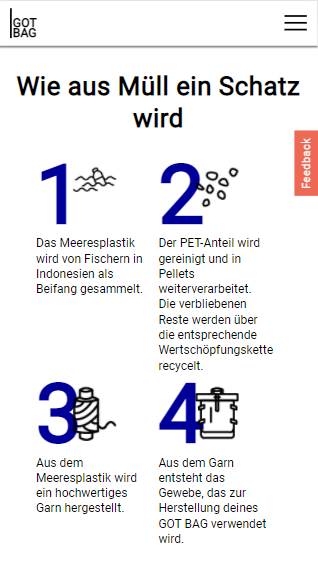 GOT
BAG
Wie aus Müll ein Schatz
wird
Feedback
1
Das Meeresplastik
wird von Fischern in
Indonesien als
Beifang gesammelt.
2
Der PET-Anteil wird
gereinigt und in
Pellets
weiterverarbeitet.
Die verbliebenen
Reste werden über
die entsprechende
Wertschöpfungskette
recycelt.
3
Aus dem
Meeresplastik wird
ein hochwertiges
Garn hergestellt.
4
Aus dem Garn
entsteht das
Gewebe, das zur
Herstellung deines
GOT BAG verwendet
wird.